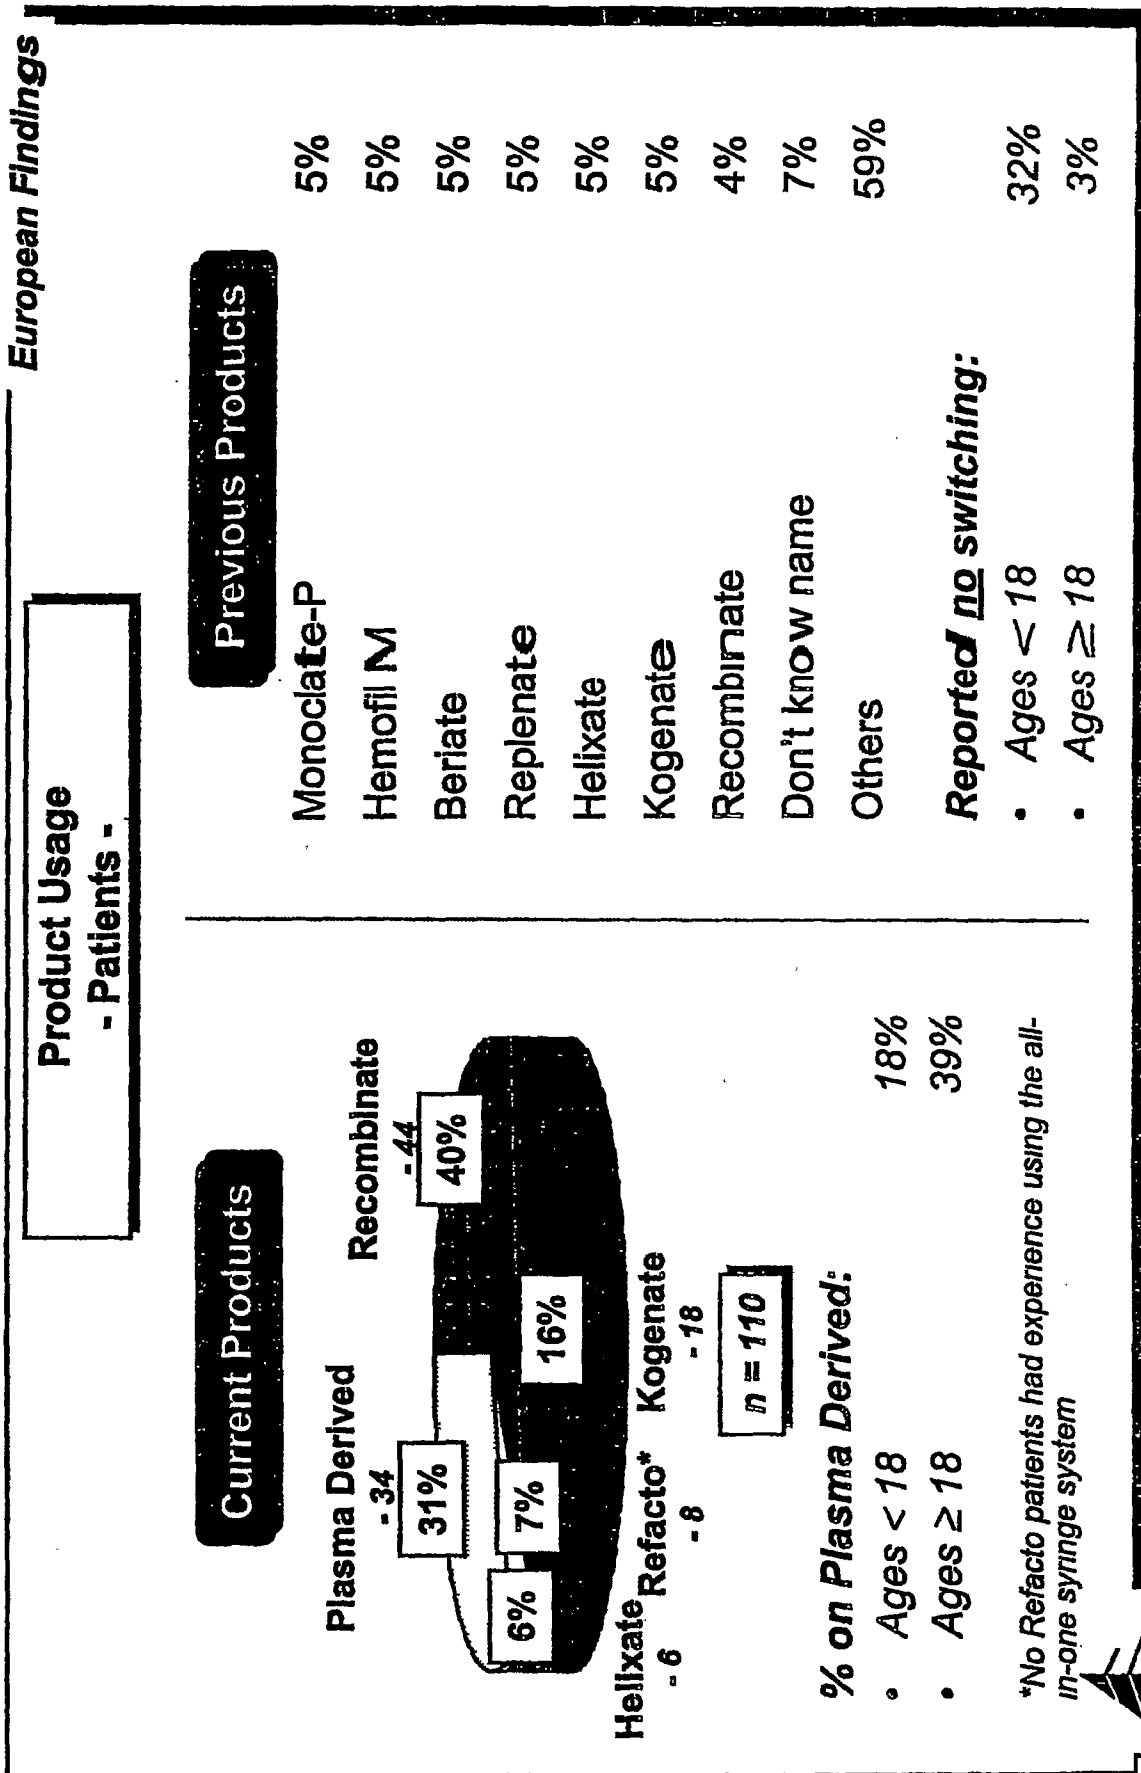 European Findings
Product Usage
- Patients -
Current Products
Plasma Derived
- 34
31%
Recombinate
- 44
40%
6%
7%
16%
Helixate
- 6
Refacto*
- 8
Kogenate
- 18
n = 110
% on Plasma Derived:
• Ages < 18 18%
• Ages ≥ 18 39%
*No Refacto patients had experience using the all-
in-one syringe system
Previous Products
Monoclate-P 5%
Hemofil M 5%
Beriate 5%
Replenate 5%
Helixate 5%
Kogenate 5%
Recombinate 4%
Don't know name 7%
Others 59%
Reported no switching:
• Ages < 18 32%
• Ages ≥ 18 3%